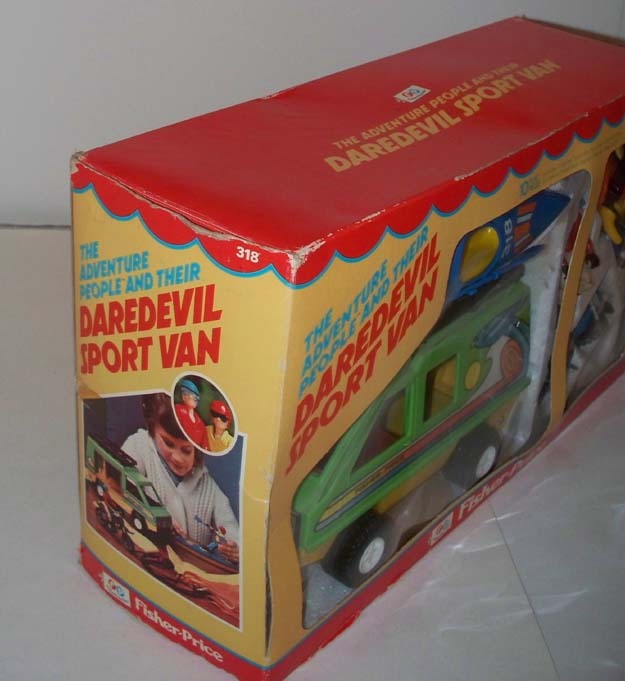 THE ADVENTURE PEOPLE AND THEIR
DAREDEVIL SPORT VAN
318
THE
ADVENTURE
PEOPLE AND THEIR
DAREDEVIL
SPORT VAN
THE
ADVENTURE
PEOPLE AND THEIR
DAREDEVIL
SPORT VAN
318
Fisher-Price
Fisher-P